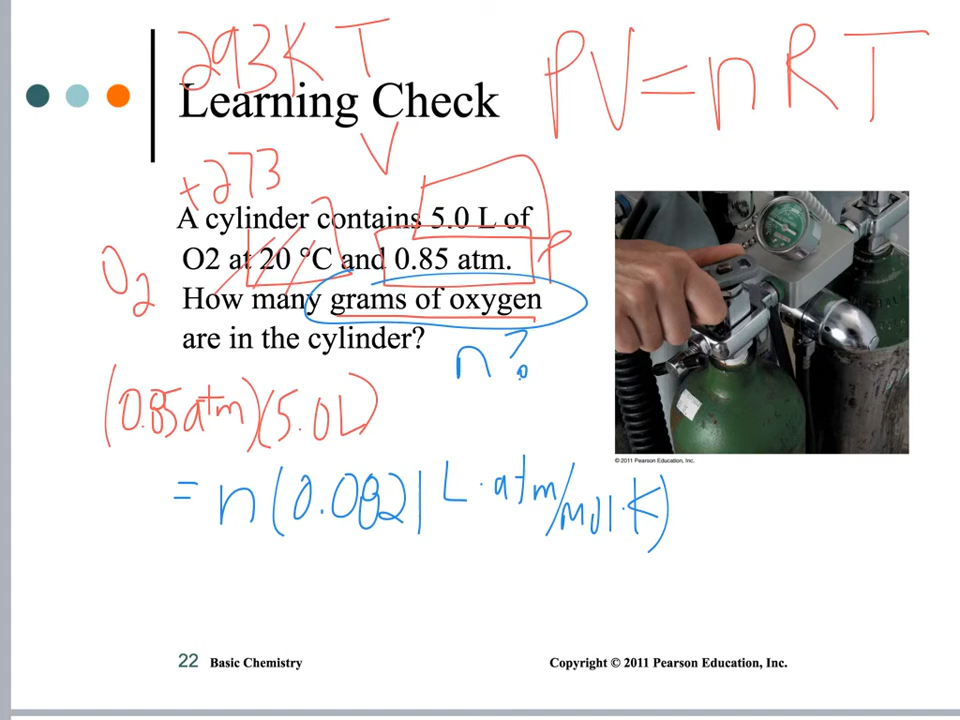 293K T
PV=nRT
Learning Check
V
+273
A cylinder contains 5.0 L of
O2 at 20 °C and 0.85 atm.
P
O2
How many grams of oxygen
are in the cylinder?
n?
(0.85atm)(5.0L)
© 2011 Pearson Education, Inc.
= n(0.0821 L·atm/mol·K)
22 Basic Chemistry
Copyright © 2011 Pearson Education, Inc.